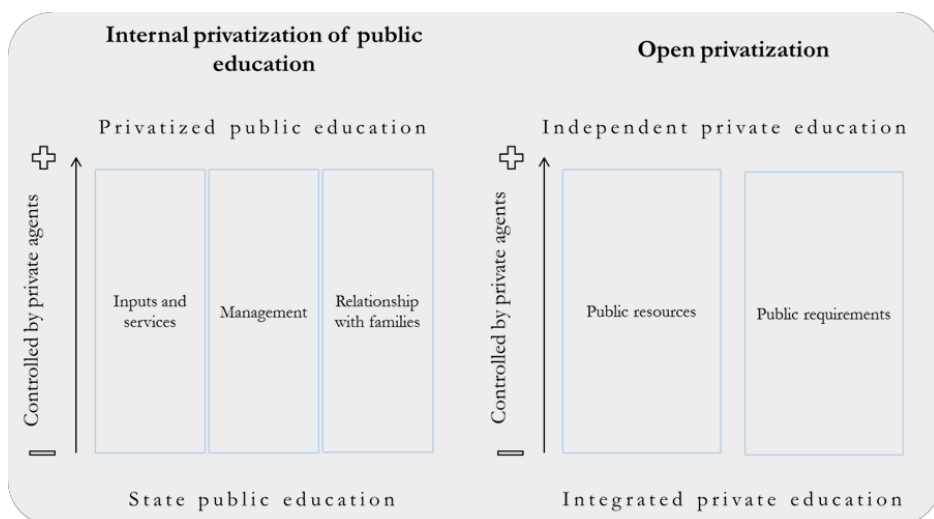 Internal privatization of public
education
Privatized public education
Controlled by private agents
Inputs and
services
Management
Relationship
with families
State public education
Open privatization
Independent private education
Controlled by private agents
Public resources
Public requirements
Integrated private education